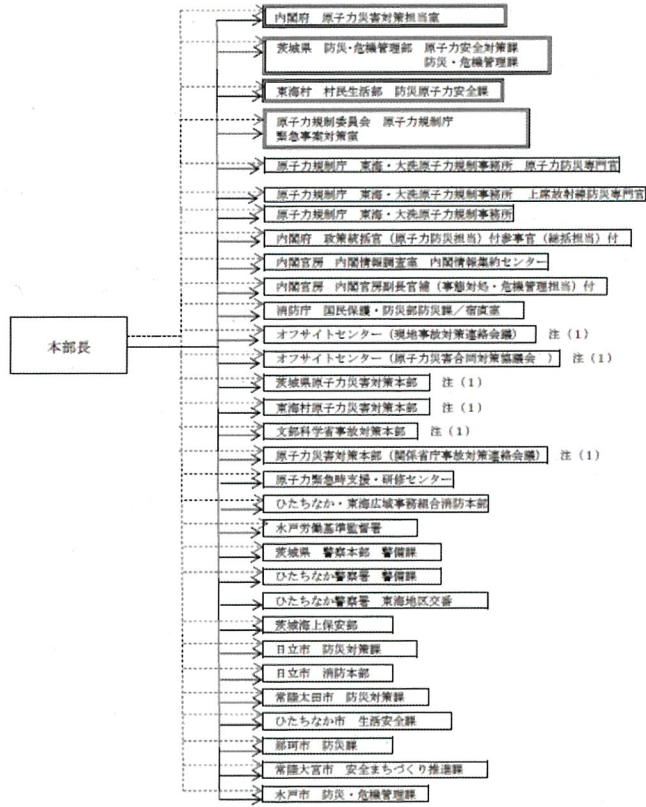 内閣府　原子力災害対策担当室
茨城県　防災・危機管理部　原子力安全対策課
防災・危機管理課
東海村　村民生活部　防災原子力安全課
原子力規制委員会　原子力規制庁
緊急事案対策室
原子力規制庁　東海・大洗原子力規制事務所　原子力防災専門官
原子力規制庁　東海・大洗原子力規制事務所　上席放射線防災専門官
原子力規制庁　東海・大洗原子力規制事務所
内閣府　政策統括官（原子力防災担当）付参事官（総括担当）付
内閣官房　内閣情報調査室　内閣情報集約センター
内閣官房　内閣官房副長官補（事態対処・危機管理担当）付
消防庁　国民保護・防災部防災課／宿直室
オフサイトセンター（現地事故対策連絡会議）　注（1）
本部長
オフサイトセンター（原子力災害合同対策協議会　）　注（1）
茨城県原子力災害対策本部　注（1）
東海村原子力災害対策本部　注（1）
文部科学省事故対策本部　注（1）
原子力災害対策本部（関係省庁事故対策連絡会議）　注（1）
原子力緊急時支援・研修センター
ひたちなか・東海広域事務組合消防本部
水戸労働基準監督署
茨城県　警察本部　警備課
ひたちなか警察署　警備課
ひたちなか警察署　東海地区交番
茨城海上保安部
日立市　防災対策課
日立市　消防本部
常陸太田市　防災対策課
ひたちなか市　生活安全課
那珂市　防災課
常陸大宮市　安全まちづくり推進課
水戸市　防災・危機管理課